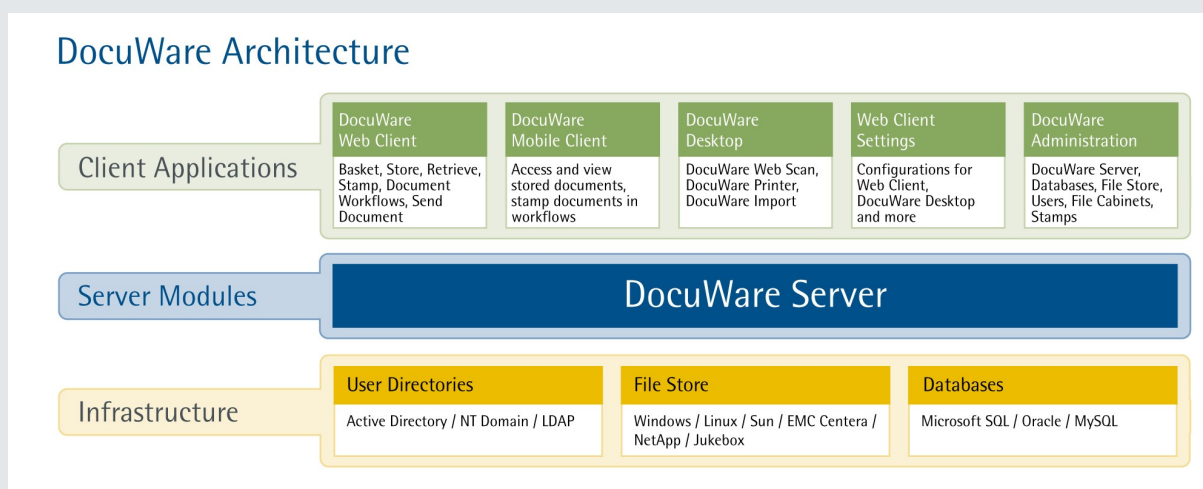 DocuWare Architecture
Client Applications
DocuWare
Web Client
Basket, Store, Retrieve,
Stamp, Document
Workflows, Send
Document
DocuWare
Mobile Client
Access and view
stored documents,
stamp documents in
workflows
DocuWare
Desktop
DocuWare Web Scan,
DocuWare Printer,
DocuWare Import
Web Client
Settings
Configurations for
Web Client,
DocuWare Desktop
and more
DocuWare
Administration
DocuWare Server,
Databases, File Store,
Users, File Cabinets,
Stamps
Server Modules
DocuWare Server
Infrastructure
User Directories
Active Directory / NT Domain / LDAP
File Store
Windows / Linux / Sun / EMC Centera /
NetApp / Jukebox
Databases
Microsoft SQL / Oracle / MySQL